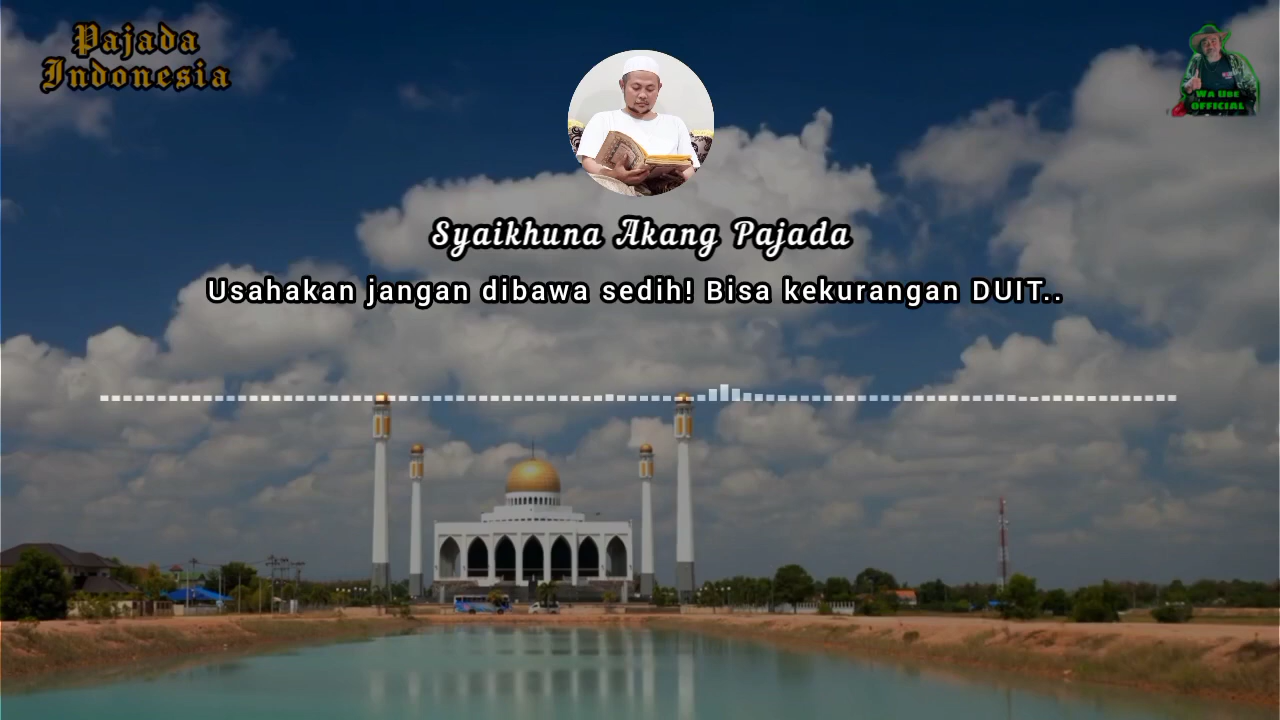 Pajada
Indonesia
WA UBE
OFFICIAL
Syaikhuna Akang Pajada
Usahakan jangan dibawa sedih! Bisa kekurangan DUIT..